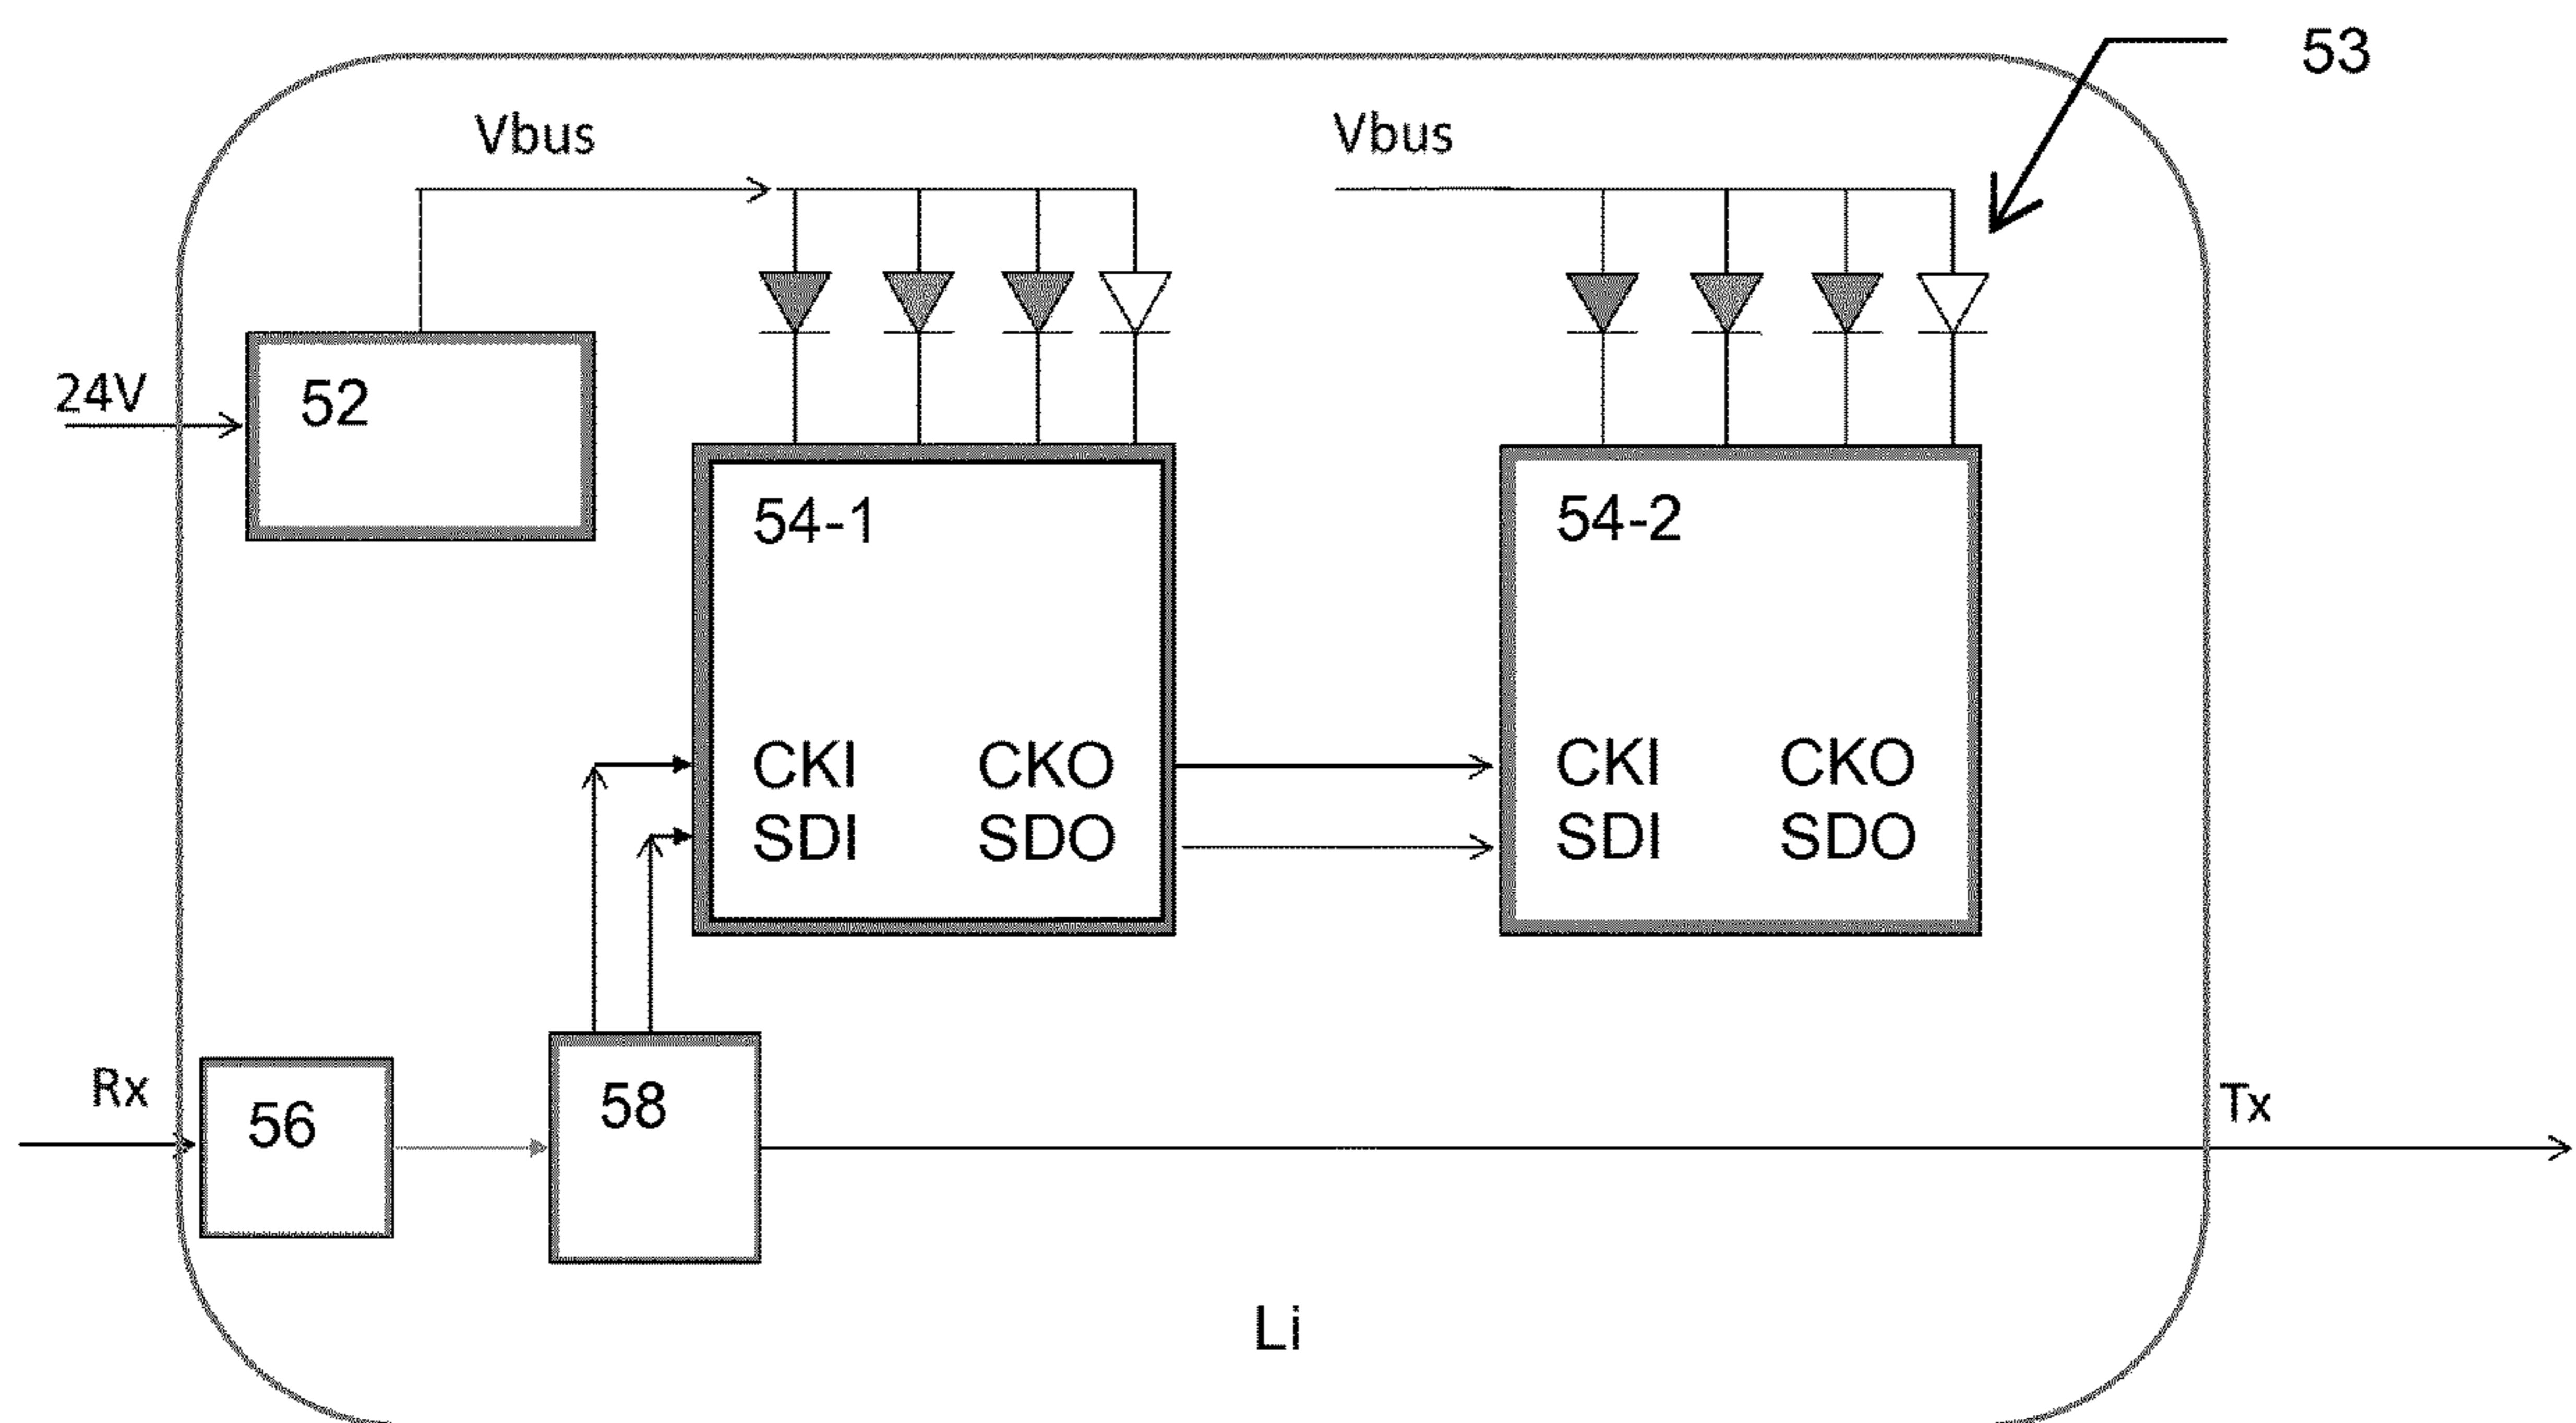 53
Vbus
Vbus
24V
52
54-1
54-2
CKI CKO
SDI SDO
CKI CKO
SDI SDO
Rx
56
58
Tx
Li